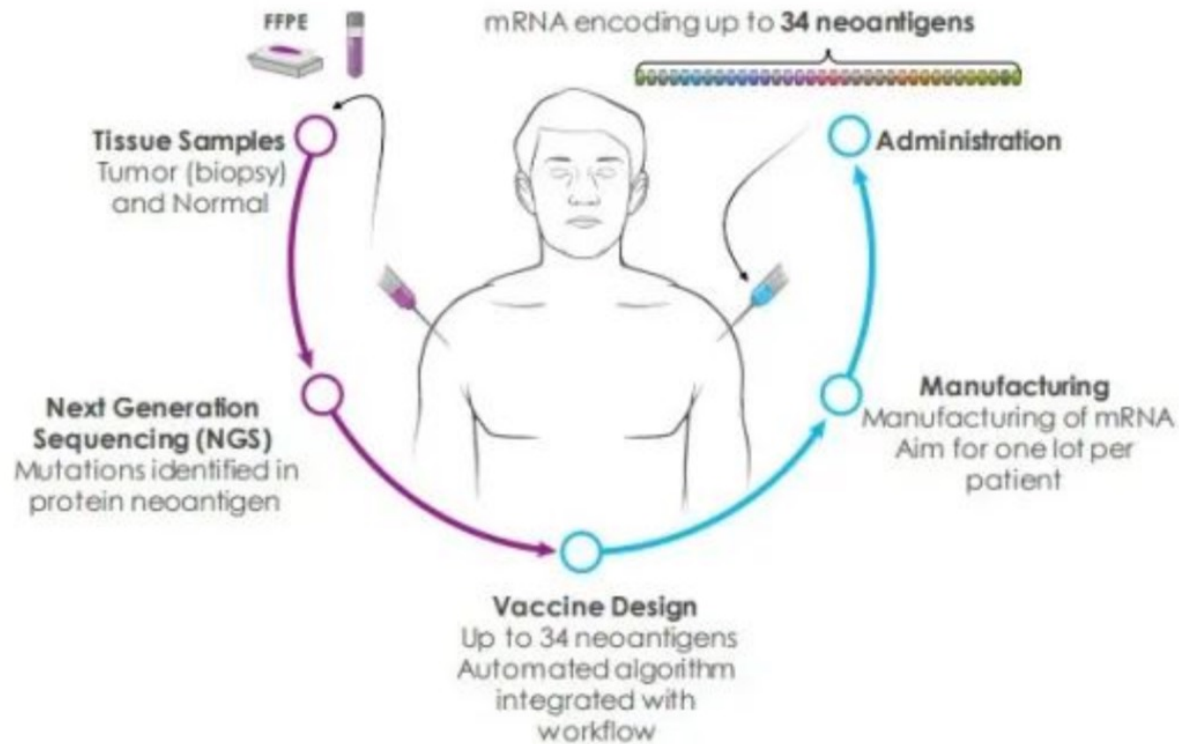 FFPE
mRNA encoding up to 34 neoantigens
Tissue Samples
Tumor (biopsy)
and Normal
Administration
Next Generation
Sequencing (NGS)
Mutations identified in
protein neoantigen
Manufacturing
Manufacturing of mRNA
Aim for one lot per
patient
Vaccine Design
Up to 34 neoantigens
Automated algorithm
integrated with
workflow